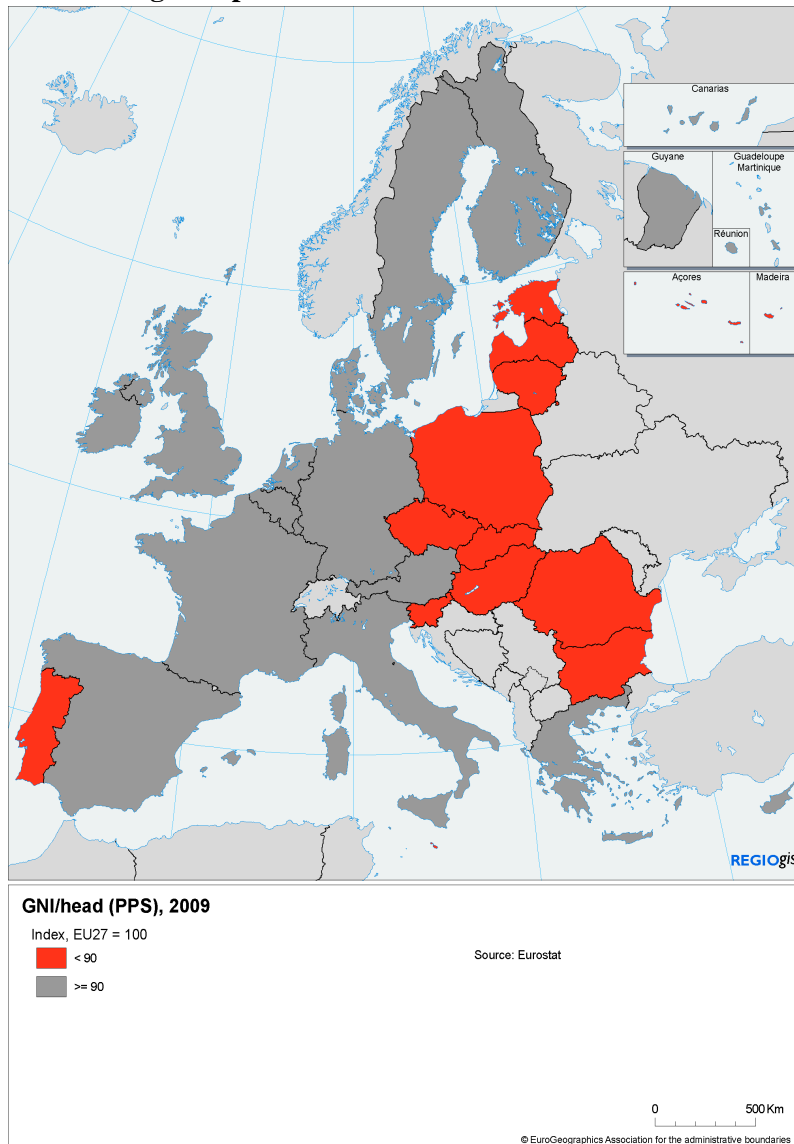 Canarias
Guyane
Guadeloupe
Martinique
Réunion
Açores
Madeira
REGIOgis
GNI/head (PPS), 2009
Index, EU27 = 100
< 90
>= 90
Source: Eurostat
0
500 Km
© EuroGeographics Association for the administrative boundaries